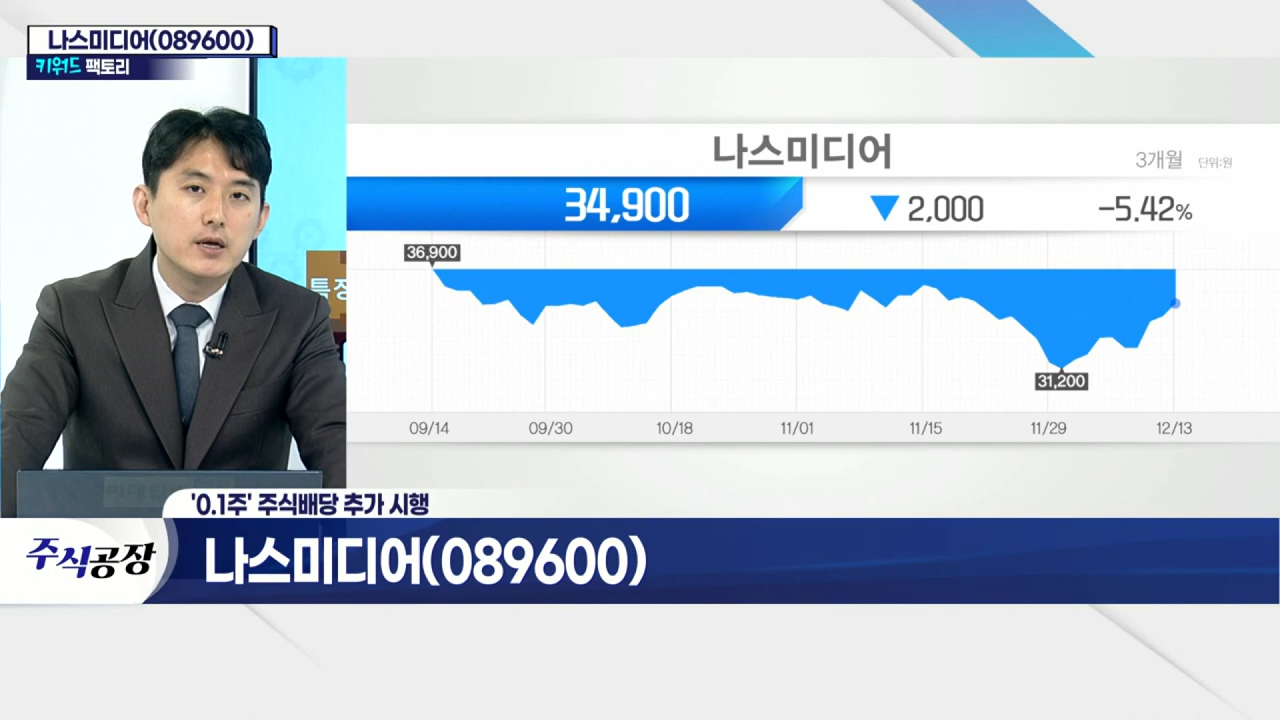 나스미디어(089600)
키워드 팩토리
특징
나스미디어
3개월 단위:원
34,900 ▼ 2,000 -5.42%
36,900
31,200
09/14 09/30 10/18 11/01 11/15 11/29 12/13
'0.1주' 주식배당 추가 시행
주식공장
나스미디어(089600)